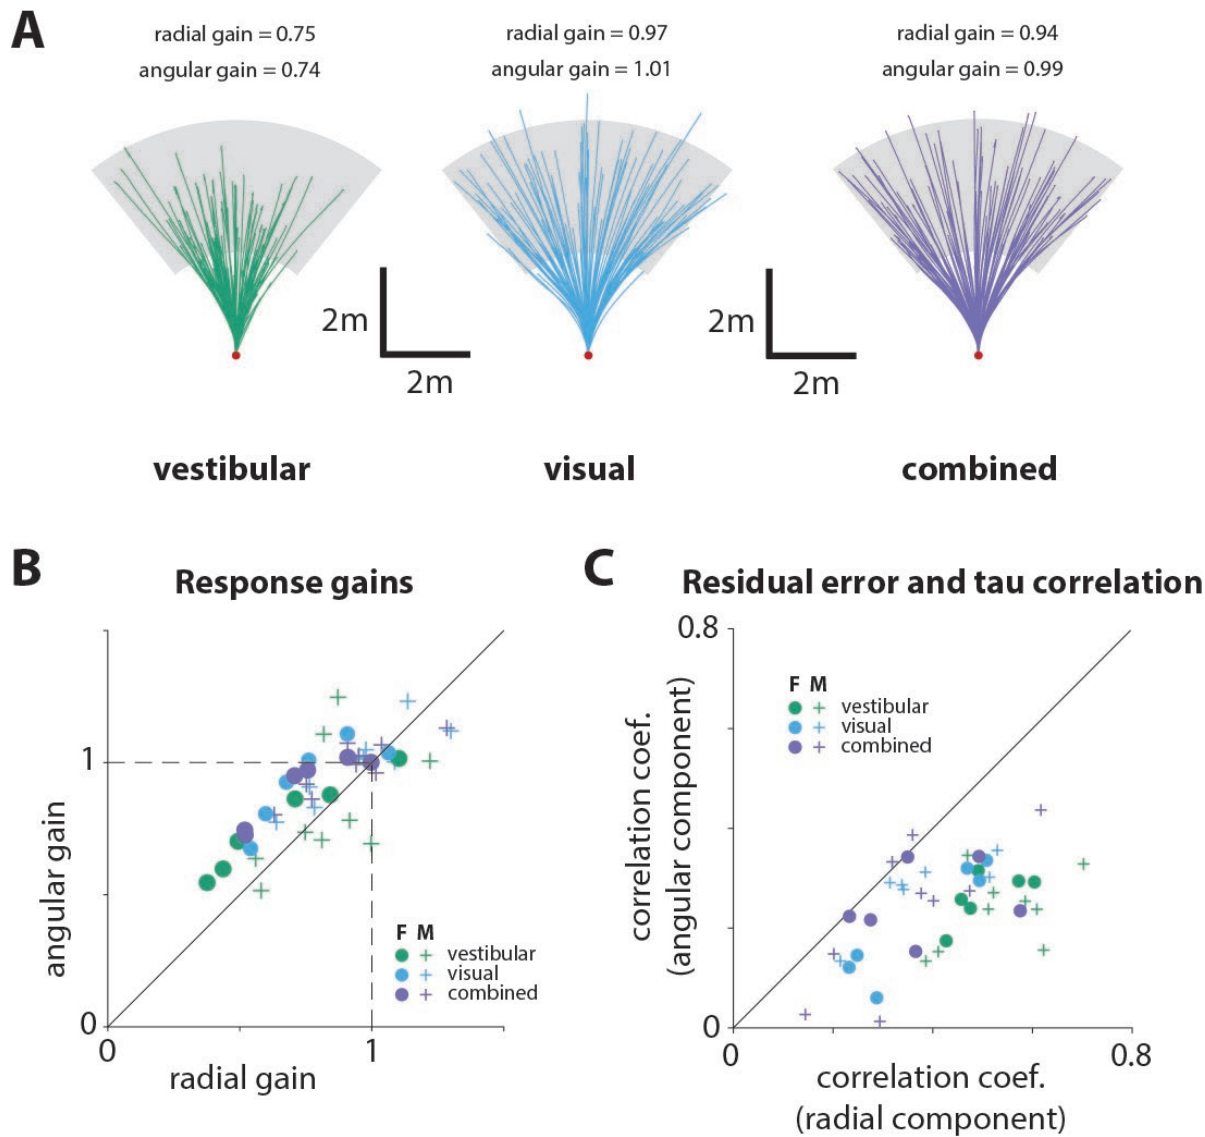 A
radial gain = 0.75
angular gain = 0.74
radial gain = 0.97
angular gain = 1.01
radial gain = 0.94
angular gain = 0.99
2m
2m
2m
2m
vestibular
visual
combined
B
Response gains
1
0
0
1
angular gain
radial gain
F M
vestibular
visual
combined
C
Residual error and tau correlation
0.8
0
0
0.8
correlation coef.
(angular component)
correlation coef.
(radial component)
F M
vestibular
visual
combined